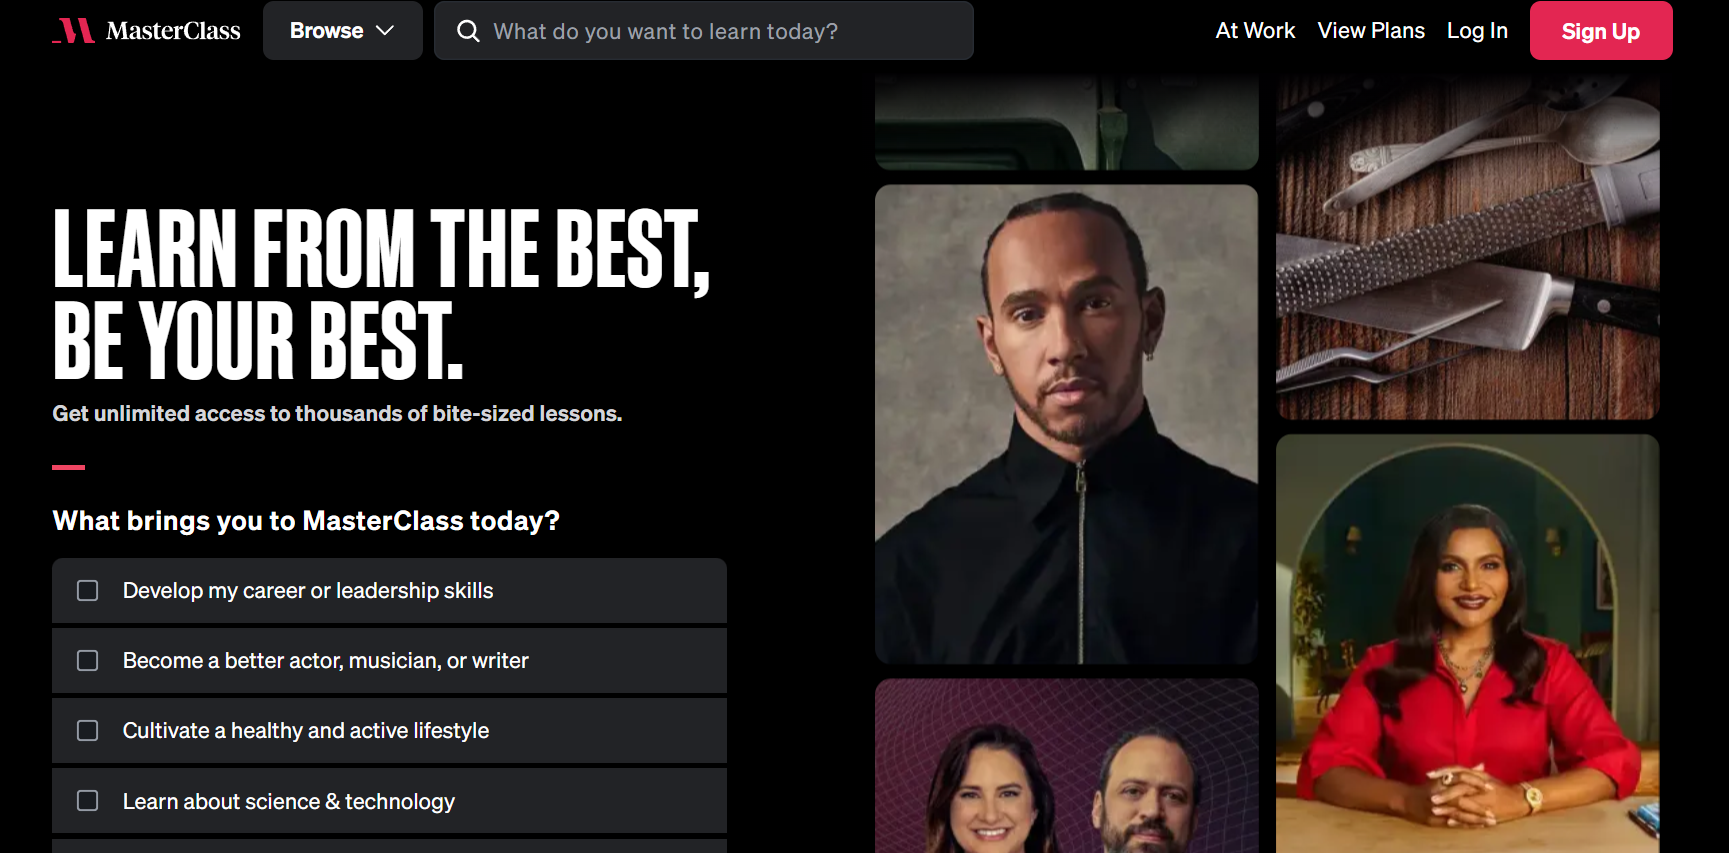 MasterClass
Browse
What do you want to learn today?
At Work
View Plans
Log In
Sign Up
LEARN FROM THE BEST,
BE YOUR BEST.
Get unlimited access to thousands of bite-sized lessons.
What brings you to MasterClass today?
Develop my career or leadership skills
Become a better actor, musician, or writer
Cultivate a healthy and active lifestyle
Learn about science & technology